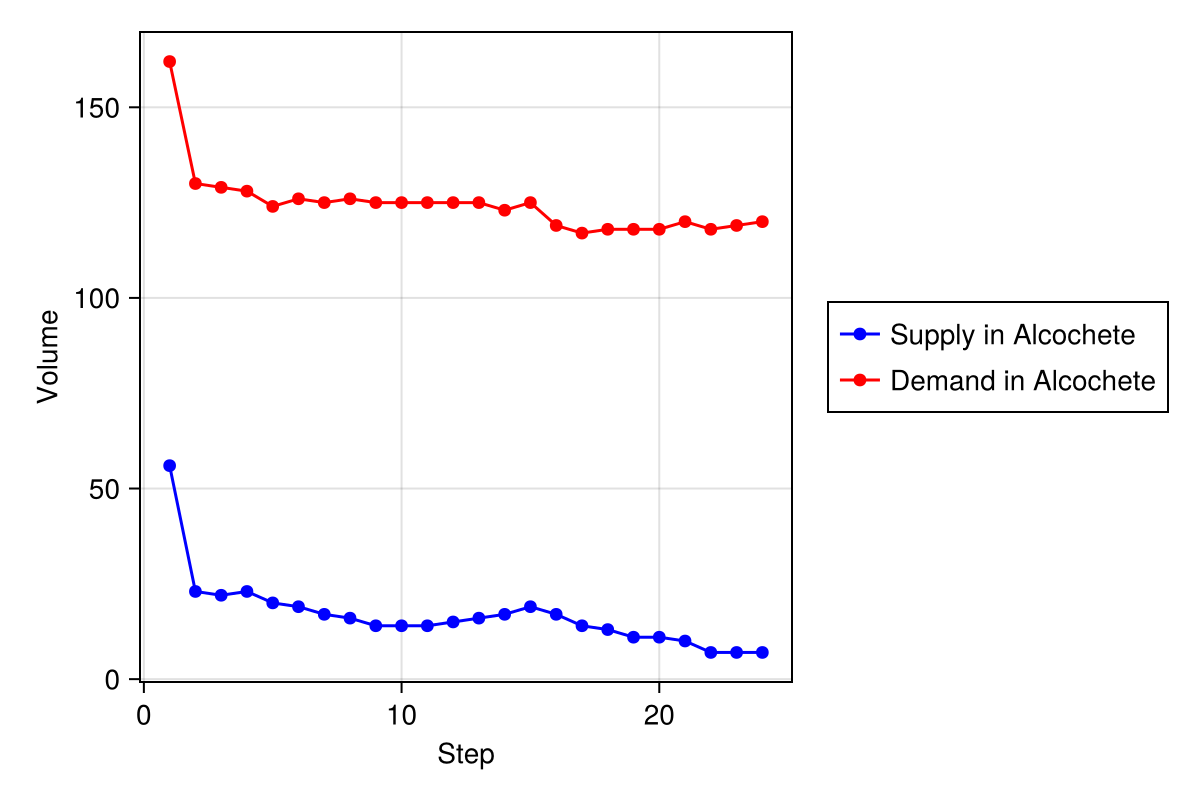 150
100
50
0
0 10 20
Volume
Step
Supply in Alcochete
Demand in Alcochete